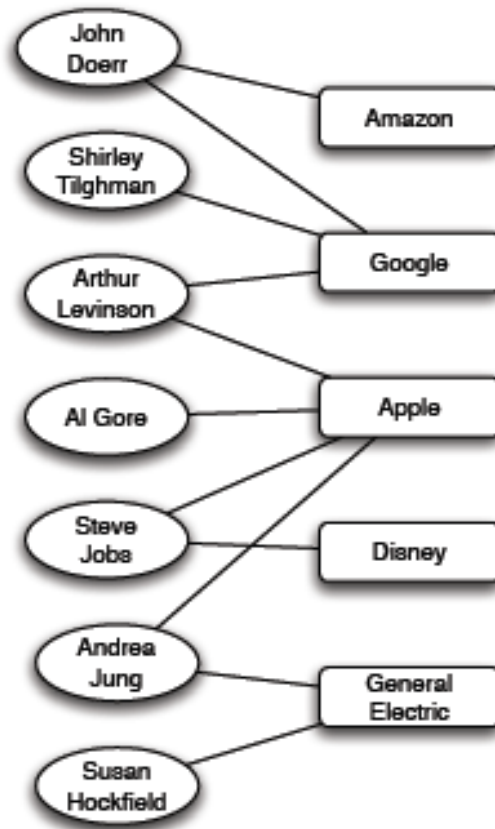 John
Doerr
Amazon
Shirley
Tilghman
Google
Arthur
Levinson
Apple
Al Gore
Steve
Jobs
Disney
Andrea
Jung
General
Electric
Susan
Hockfield